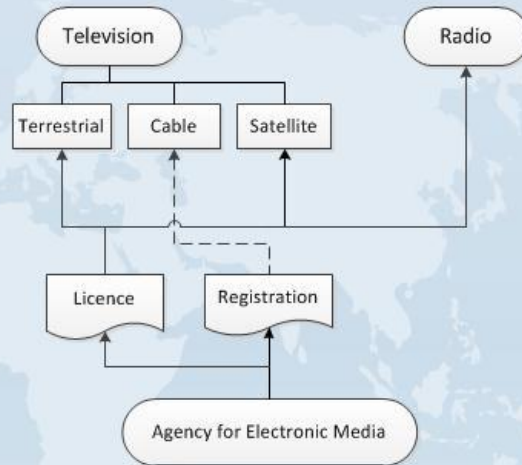 Television
Radio
Terrestrial
Cable
Satellite
Licence
Registration
Agency for Electronic Media